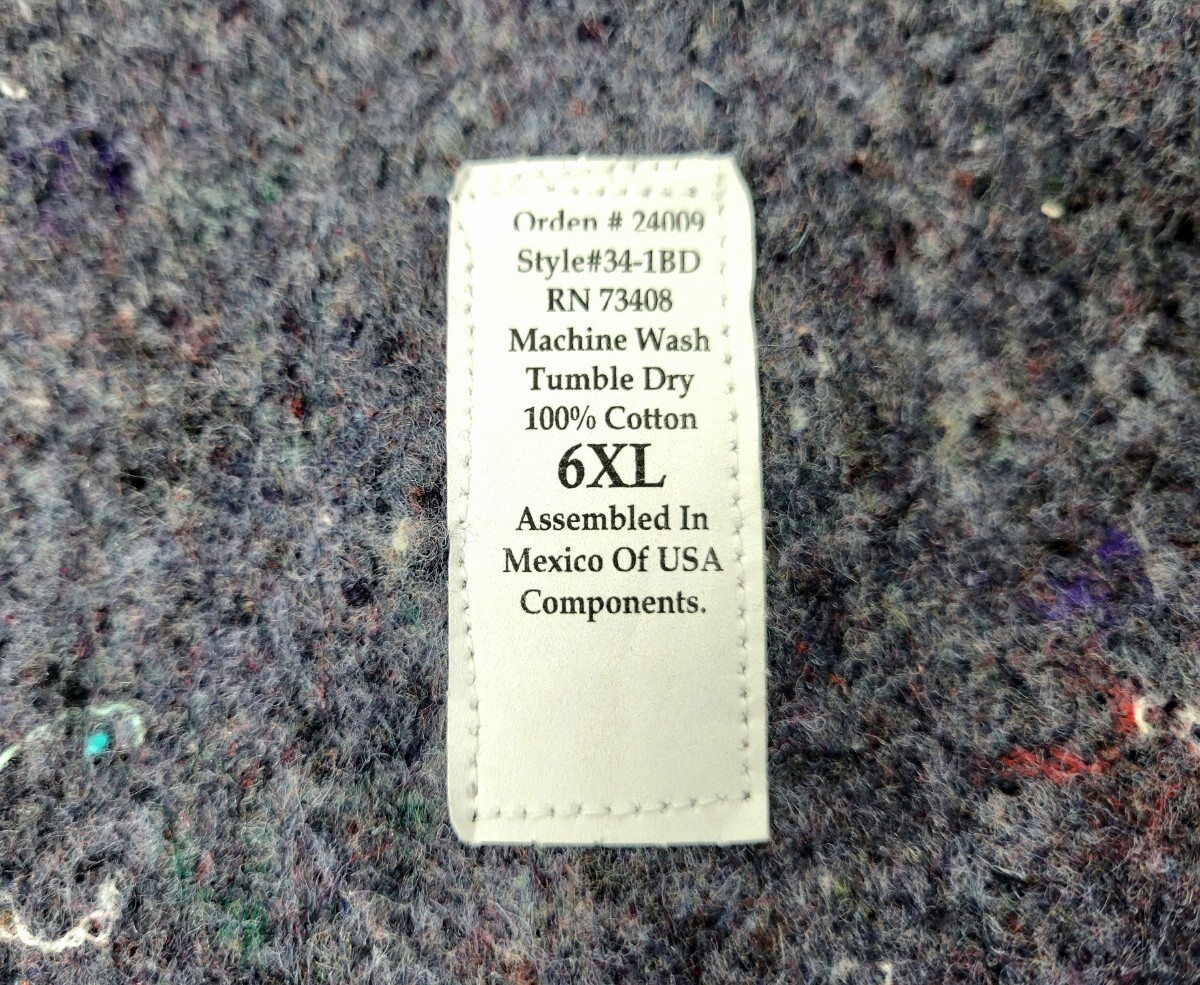 Orden # 24009
Style#34-1BD
RN 73408
Machine Wash
Tumble Dry
100% Cotton
6XL
Assembled In
Mexico Of USA
Components.